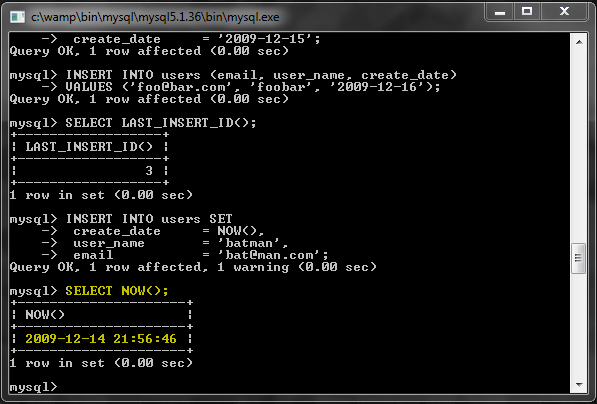 c:\wamp\bin\mysql\mysql5.1.36\bin\mysql.exe
    ->  create_date     = '2009-12-15';
Query OK, 1 row affected (0.00 sec)
mysql> INSERT INTO users (email, user_name, create_date)
    -> VALUES ('foo@bar.com', 'foobar', '2009-12-16');
Query OK, 1 row affected (0.00 sec)
mysql> SELECT LAST_INSERT_ID();
+------------------+
| LAST_INSERT_ID() |
+------------------+
|                3 |
+------------------+
1 row in set (0.00 sec)
mysql> INSERT INTO users SET
    ->  create_date     = NOW(),
    ->  user_name       = 'batman',
    ->  email           = 'bat@man.com';
Query OK, 1 row affected, 1 warning (0.00 sec)
mysql> SELECT NOW();
+---------------------+
| NOW()               |
+---------------------+
| 2009-12-14 21:56:46 |
+---------------------+
1 row in set (0.00 sec)
mysql>